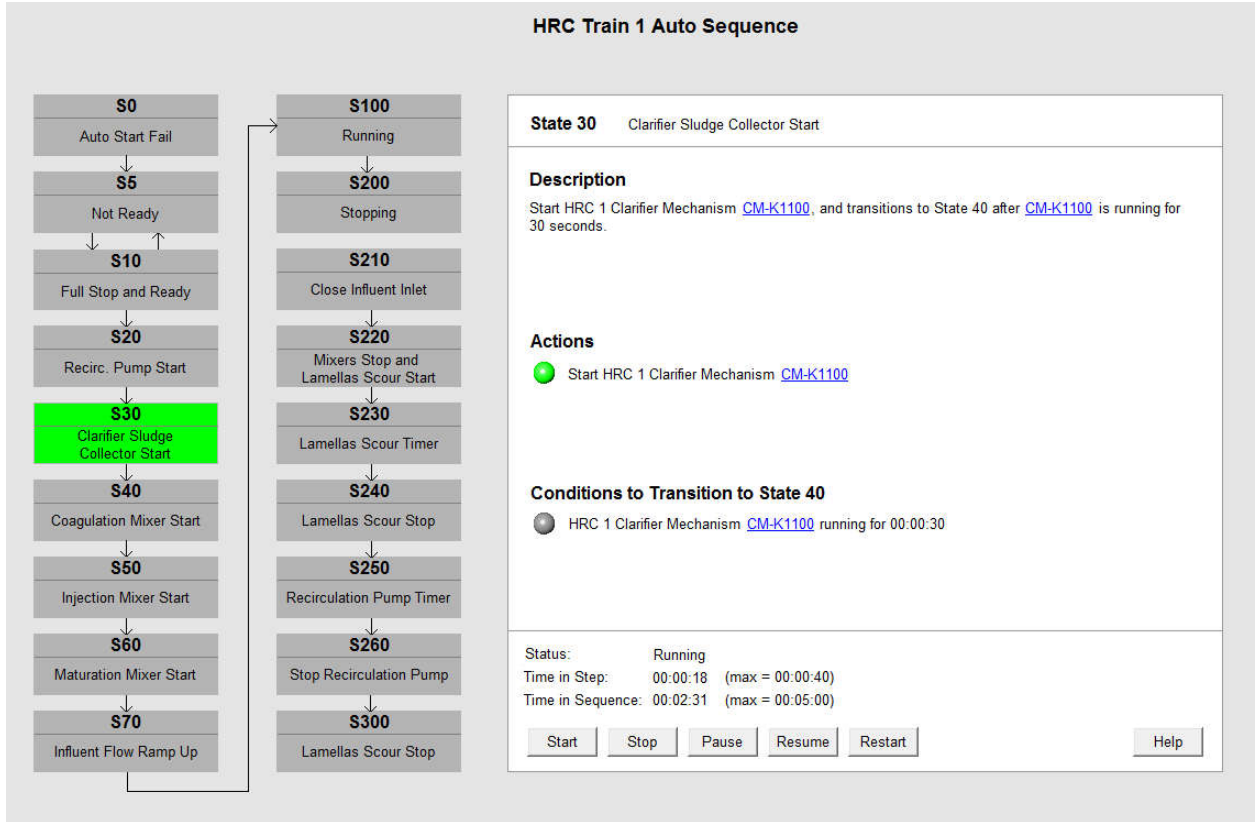 HRC Train 1 Auto Sequence
S0
Auto Start Fail
S5
Not Ready
S10
Full Stop and Ready
S20
Recirc. Pump Start
S30
Clarifier Sludge
Collector Start
S40
Coagulation Mixer Start
S50
Injection Mixer Start
S60
Maturation Mixer Start
S70
Influent Flow Ramp Up
S100
Running
S200
Stopping
S210
Close Influent Inlet
S220
Mixers Stop and
Lamellas Scour Start
S230
Lamellas Scour Timer
S240
Lamellas Scour Stop
S250
Recirculation Pump Timer
S260
Stop Recirculation Pump
S300
Lamellas Scour Stop
State 30 Clarifier Sludge Collector Start
Description
Start HRC 1 Clarifier Mechanism CM-K1100, and transitions to State 40 after CM-K1100 is running for
30 seconds.
Actions
Start HRC 1 Clarifier Mechanism CM-K1100
Conditions to Transition to State 40
HRC 1 Clarifier Mechanism CM-K1100 running for 00:00:30
Status: Running
Time in Step: 00:00:18 (max = 00:00:40)
Time in Sequence: 00:02:31 (max = 00:05:00)
Start Stop Pause Resume Restart Help